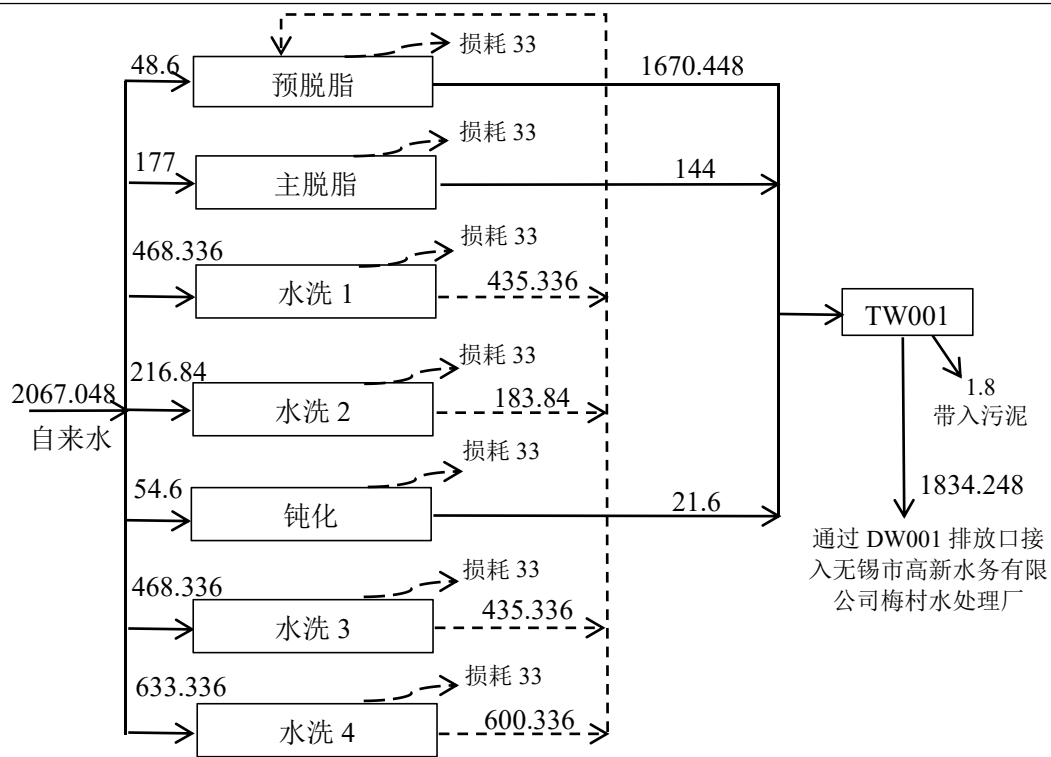 损耗 33
48.6
预脱脂
1670.448
损耗 33
177
主脱脂
144
损耗 33
468.336
水洗 1
435.336
TW001
损耗 33
216.84
水洗 2
183.84
1.8
带入污泥
2067.048
自来水
损耗 33
54.6
钝化
21.6
1834.248
通过 DW001 排放口接
入无锡市高新水务有限
公司梅村水处理厂
损耗 33
468.336
水洗 3
435.336
损耗 33
633.336
水洗 4
600.336